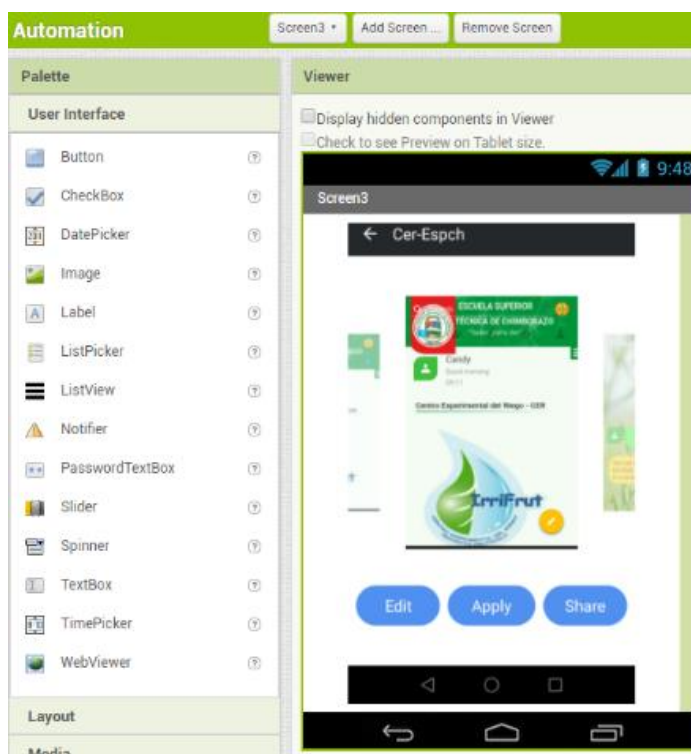 Automation
Screen3
Add Screen ...
Remove Screen
Palette
User Interface
Button
CheckBox
DatePicker
Image
Label
ListPicker
ListView
Notifier
PasswordTextBox
Slider
Spinner
TextBox
TimePicker
WebViewer
Layout
Media
Viewer
Display hidden components in Viewer
Check to see Preview on Tablet size.
9:48
Screen3
Cer-Espch
ESCUELA SUPERIOR
TÉCNICA DE CHIMBORAZO
Candy
Good morning
Centro Experimental del Riego - CER
IrriFrut
Edit
Apply
Share